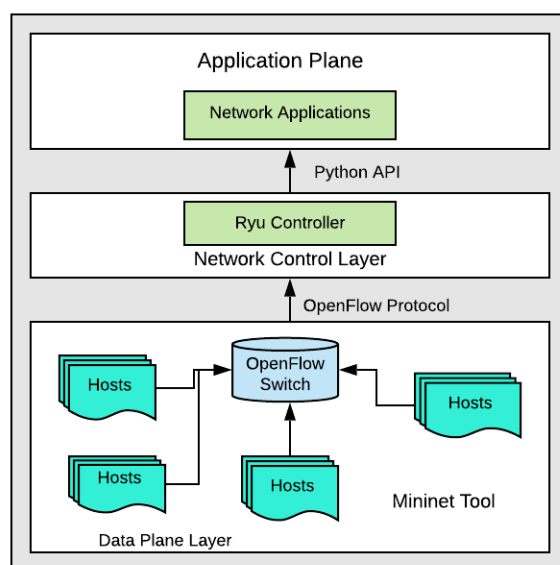 Application Plane
Network Applications
Python API
Ryu Controller
Network Control Layer
OpenFlow Protocol
OpenFlow
Switch
Hosts
Hosts
Hosts
Hosts
Mininet Tool
Data Plane Layer